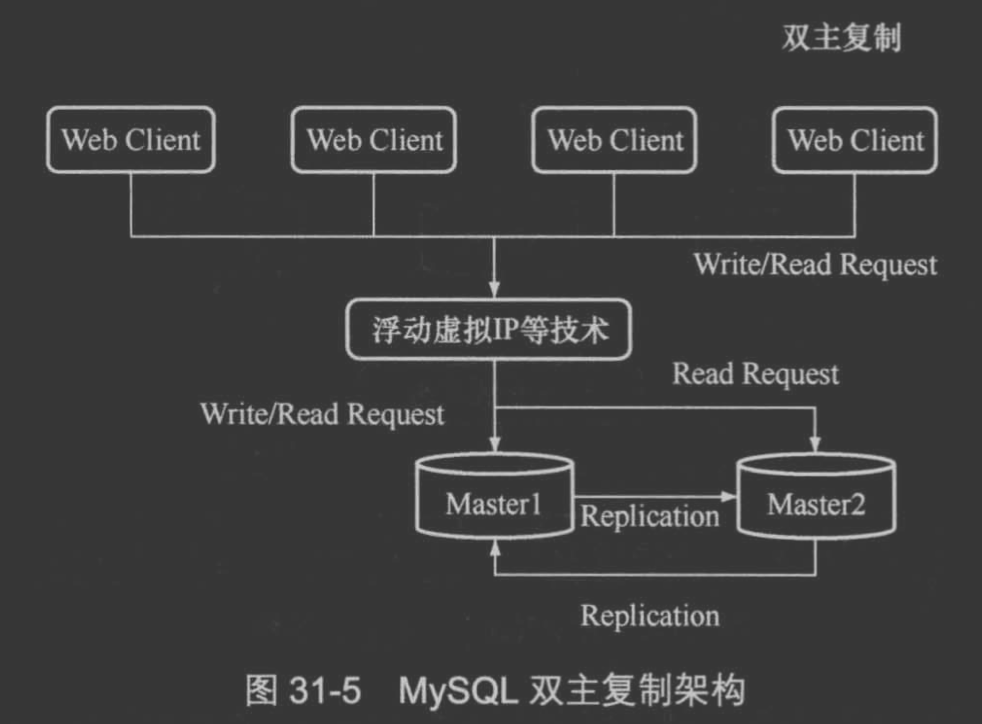 双主复制
Web Client
Web Client
Web Client
Web Client
Write/Read Request
浮动虚拟IP等技术
Read Request
Write/Read Request
Master1
Replication
Master2
Replication
图 31-5 MySQL 双主复制架构